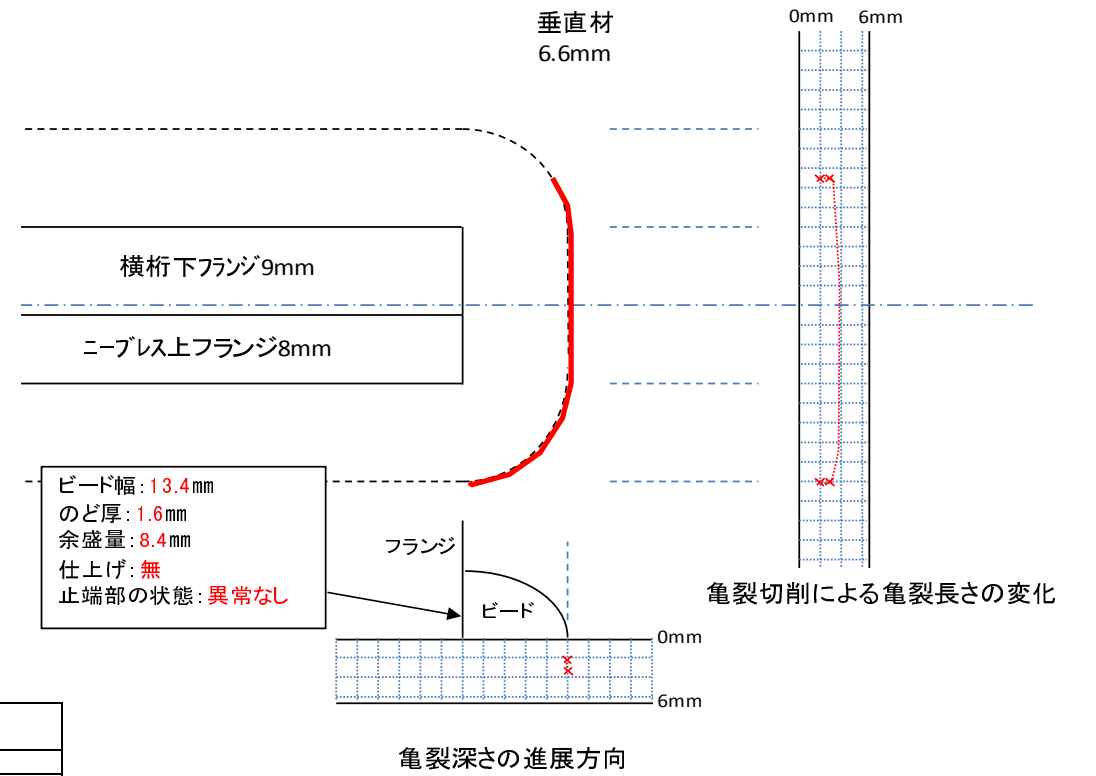 垂直材
6.6mm
0mm
6mm
横桁下フランジ9mm
ニーブレス上フランジ8mm
ビード幅：13.4㎜
のど厚：1.6㎜
余盛量：8.4㎜
仕上げ：無
止端部の状態：異常なし
フランジ
ビード
0mm
6mm
亀裂切削による亀裂長さの変化
亀裂深さの進展方向